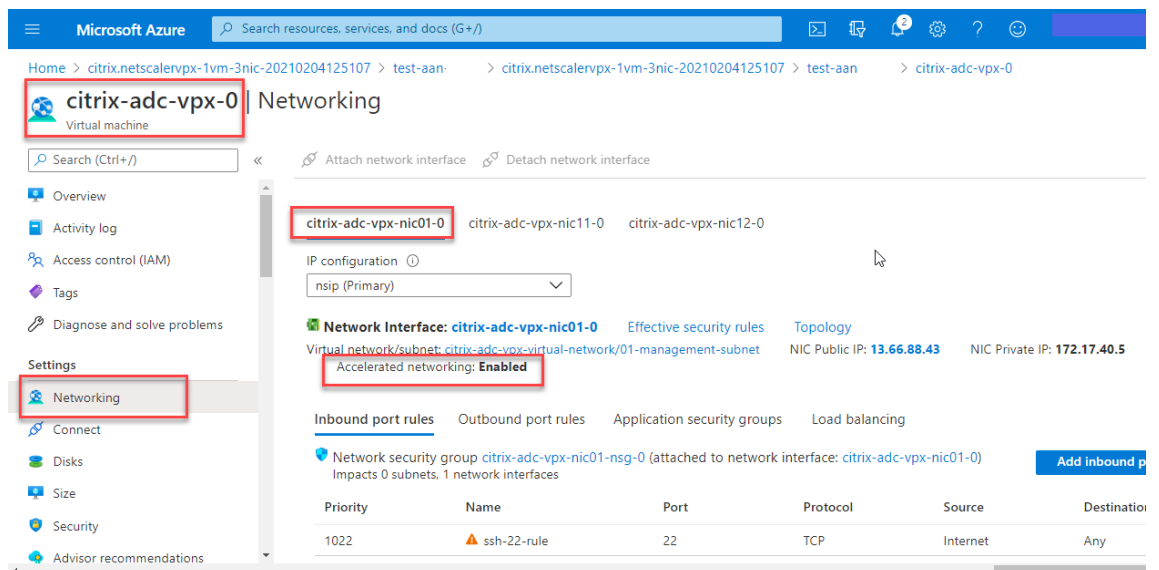 Microsoft Azure
Search resources, services, and docs (G+/)
2
Home > citrix.netscalervpx-1vm-3nic-20210204125107 > test-aan > citrix.netscalervpx-1vm-3nic-20210204125107 > test-aan > citrix-adc-vpx-0
citrix-adc-vpx-0 | Networking
Virtual machine
Search (Ctrl+/)
«
Attach network interface
Detach network interface
Overview
Activity log
Access control (IAM)
Tags
Diagnose and solve problems
Settings
Networking
Connect
Disks
Size
Security
Advisor recommendations
citrix-adc-vpx-nic01-0
citrix-adc-vpx-nic11-0
citrix-adc-vpx-nic12-0
IP configuration
nsip (Primary)
Network Interface: citrix-adc-vpx-nic01-0 Effective security rules Topology
Virtual network/subnet: citrix-adc-vpx-virtual-network/01-management-subnet NIC Public IP: 13.66.88.43 NIC Private IP: 172.17.40.5
Accelerated networking: Enabled
Inbound port rules Outbound port rules Application security groups Load balancing
Network security group citrix-adc-vpx-nic01-nsg-0 (attached to network interface: citrix-adc-vpx-nic01-0)
Impacts 0 subnets, 1 network interfaces
Add inbound p
Priority Name Port Protocol Source Destination
1022 ssh-22-rule 22 TCP Internet Any